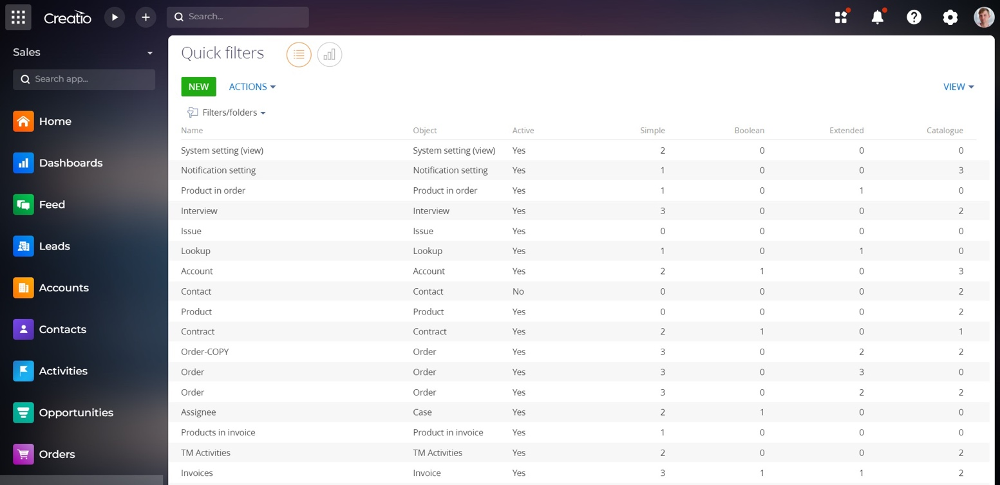 Creatio
Search...
Sales
Search app...
Home
Dashboards
Feed
Leads
Accounts
Contacts
Activities
Opportunities
Orders
Quick filters
NEW ACTIONS VIEW
Filters/folders
Name Object Active Simple Boolean Extended Catalogue
System setting (view) System setting (view) Yes 2 0 0 0
Notification setting Notification setting Yes 1 0 0 3
Product in order Product in order Yes 1 0 1 0
Interview Interview Yes 3 0 0 2
Issue Issue Yes 0 0 0 0
Lookup Lookup Yes 1 0 1 0
Account Account Yes 2 1 0 3
Contact Contact No 0 0 0 2
Product Product Yes 0 0 0 2
Contract Contract Yes 2 1 0 1
Order-COPY Order Yes 3 0 2 2
Order Order Yes 3 0 3 0
Order Order Yes 3 0 2 2
Assignee Case Yes 2 1 0 0
Products in invoice Product in invoice Yes 1 0 0 0
TM Activities TM Activities Yes 2 0 0 2
Invoices Invoice Yes 3 1 1 2